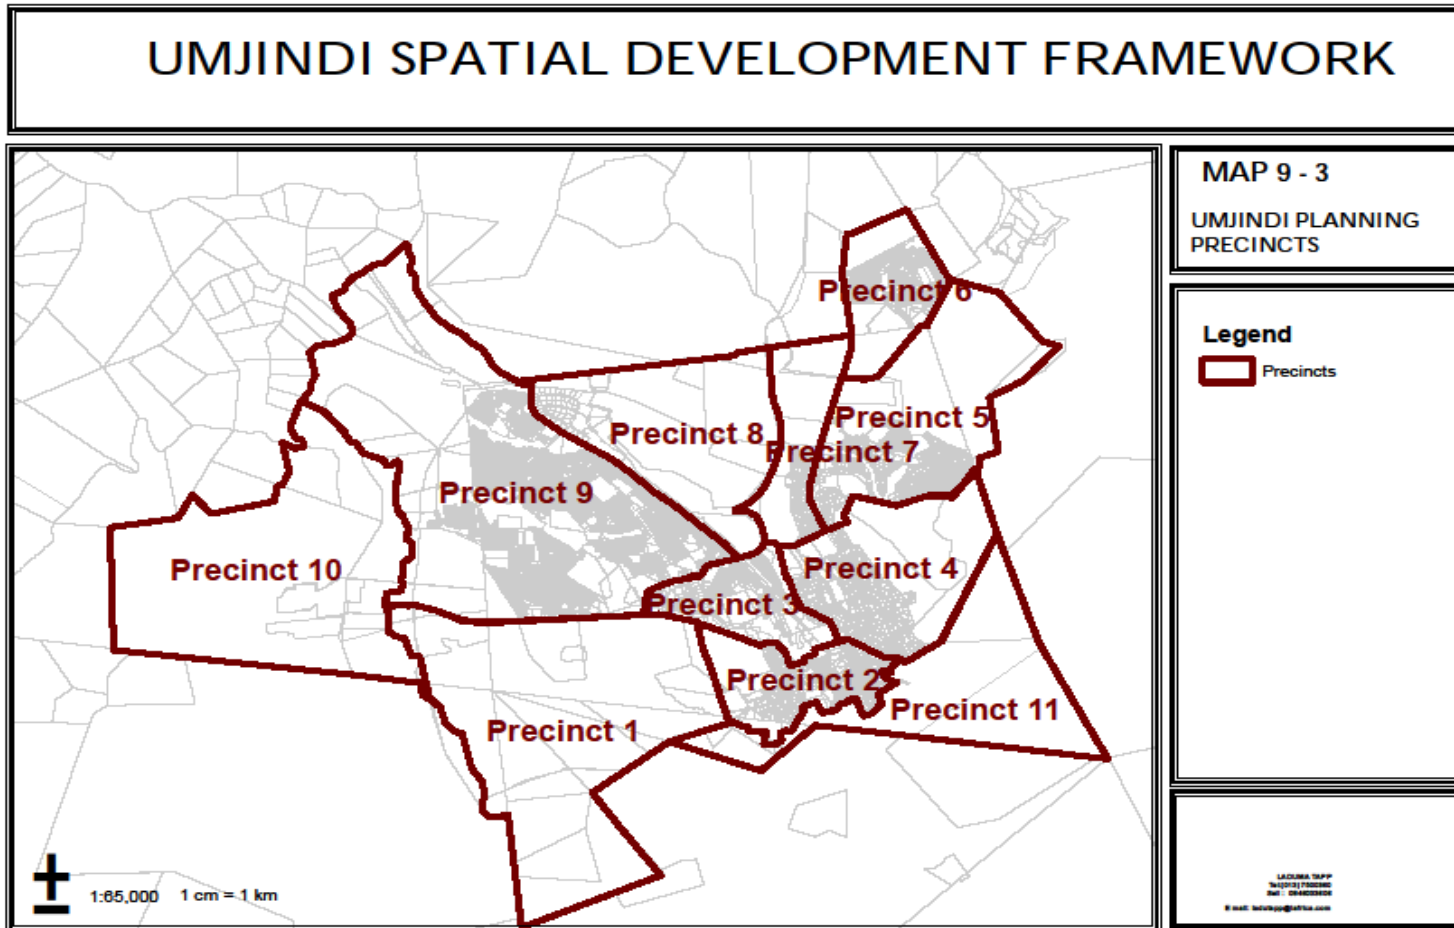 UMJINDI SPATIAL DEVELOPMENT FRAMEWORK
MAP 9 - 3
UMJINDI PLANNING
PRECINCTS
Legend
Precincts
Precinct 6
Precinct 5
Precinct 8
Precinct 7
Precinct 9
Precinct 10
Precinct 4
Precinct 3
Precinct 2
Precinct 11
Precinct 1
1:65,000 1 cm = 1 km
LADUMA TAPP